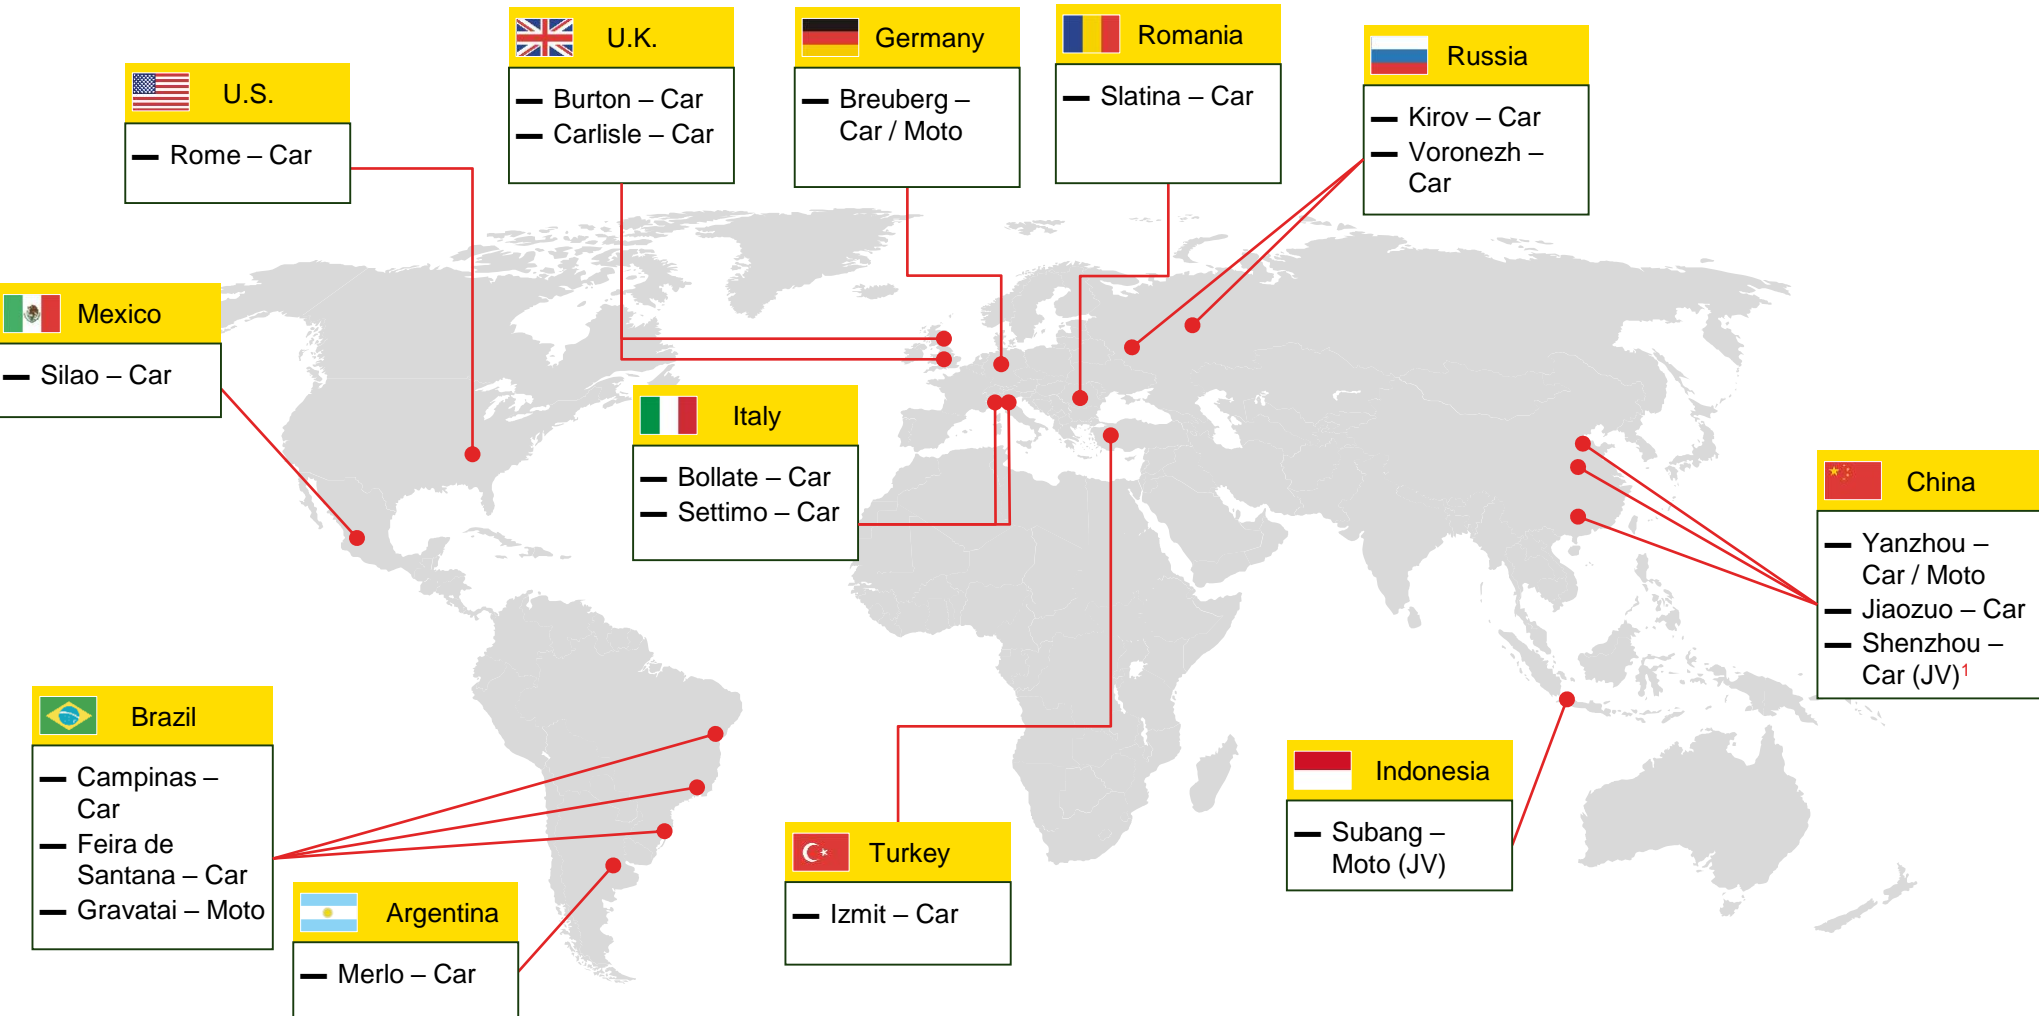 U.S.
— Rome – Car
U.K.
— Burton – Car
— Carlisle – Car
Germany
— Breuberg –
Car / Moto
Romania
— Slatina – Car
Russia
— Kirov – Car
— Voronezh –
Car
Mexico
— Silao – Car
Italy
— Bollate – Car
— Settimo – Car
China
— Yanzhou –
Car / Moto
— Jiaozuo – Car
— Shenzhou –
Car (JV)¹
Brazil
— Campinas –
Car
— Feira de
Santana – Car
— Gravatai – Moto
Argentina
— Merlo – Car
Turkey
— Izmit – Car
Indonesia
— Subang –
Moto (JV)